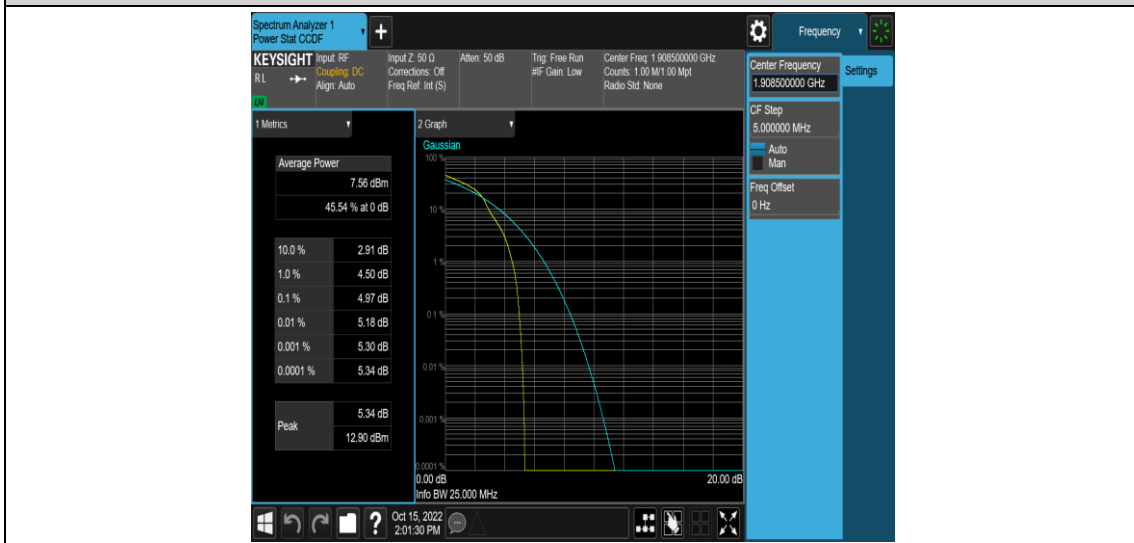 Spectrum Analyzer 1
Power Stat CCDF
+
Frequency
KEYSIGHT
RL
LXI
Input: RF
Coupling: DC
Align: Auto
Input Z: 50 Ω
Corrections: Off
Freq Ref: Int (S)
Atten: 50 dB
Trig: Free Run
#IF Gain: Low
Center Freq: 1.908500000 GHz
Counts: 1.00 M/1.00 Mpt
Radio Std: None
Center Frequency
1.908500000 GHz
Settings
CF Step
5.000000 MHz
Auto
Man
Freq Offset
0 Hz
1 Metrics
Average Power
7.56 dBm
45.54 % at 0 dB
10.0 % 2.91 dB
1.0 % 4.50 dB
0.1 % 4.97 dB
0.01 % 5.18 dB
0.001 % 5.30 dB
0.0001 % 5.34 dB
Peak
5.34 dB
12.90 dBm
2 Graph
Gaussian
100 %
10 %
1 %
0.1 %
0.01 %
0.001 %
0.0001 %
0.00 dB 20.00 dB
Info BW 25.000 MHz
?
Oct 15, 2022
2:01:30 PM